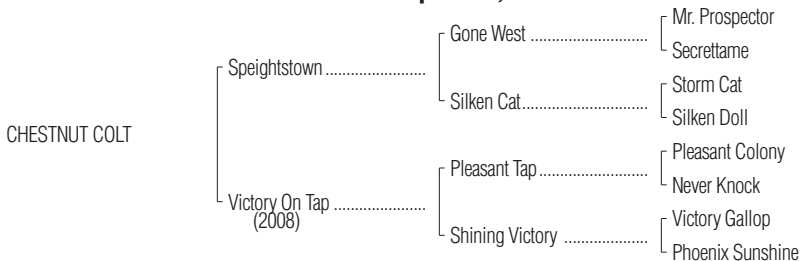 Mr. Prospector
Gone West ...........................
Secrettame
Speightstown ........................
Storm Cat
Silken Cat.............................
Silken Doll
CHESTNUT COLT
Pleasant Colony
Pleasant Tap.........................
Never Knock
Victory On Tap ......................
(2008)
Victory Gallop
Shining Victory ....................
Phoenix Sunshine